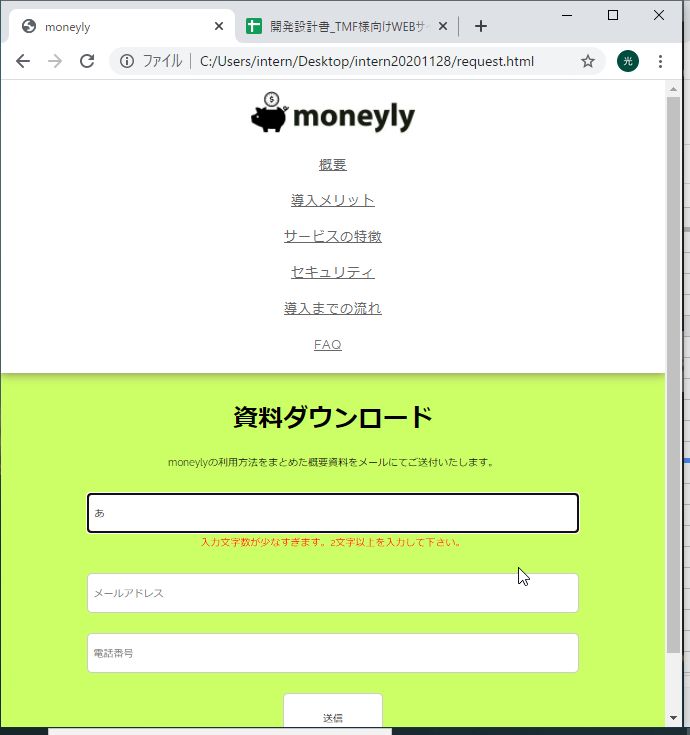 moneyly
開発設計書_TMF様向けWEBサ
ファイル
C:/Users/intern/Desktop/intern20201128/request.html
光
moneyly
概要
導入メリット
サービスの特徴
セキュリティ
導入までの流れ
FAQ
資料ダウンロード
moneylyの利用方法をまとめた概要資料をメールにてご送付いたします。
あ
入力文字数が少なすぎます。2文字以上を入力して下さい。
メールアドレス
電話番号
送信